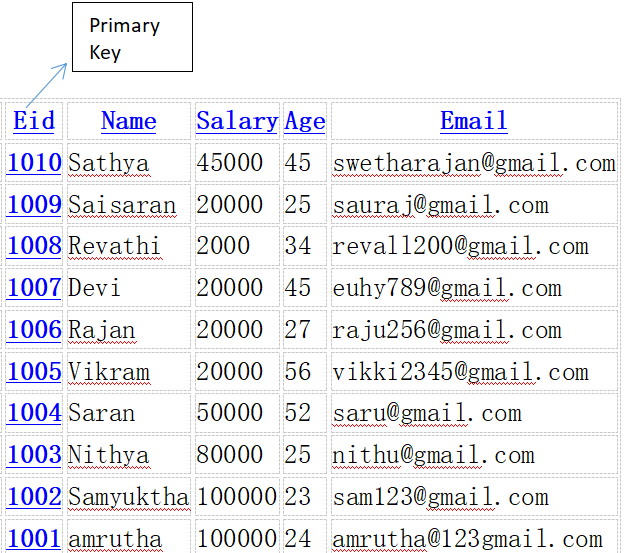 Primary
Key
Eid Name Salary Age Email
1010 Sathya 45000 45 swetharajan@gmail.com
1009 Saisaran 20000 25 sauraj@gmail.com
1008 Revathi 2000 34 revall200@gmail.com
1007 Devi 20000 45 euhy789@gmail.com
1006 Rajan 20000 27 raju256@gmail.com
1005 Vikram 20000 56 vikki2345@gmail.com
1004 Saran 50000 52 saru@gmail.com
1003 Nithya 80000 25 nithu@gmail.com
1002 Samyuktha 100000 23 sam123@gmail.com
1001 amrutha 100000 24 amrutha@123gmail.com